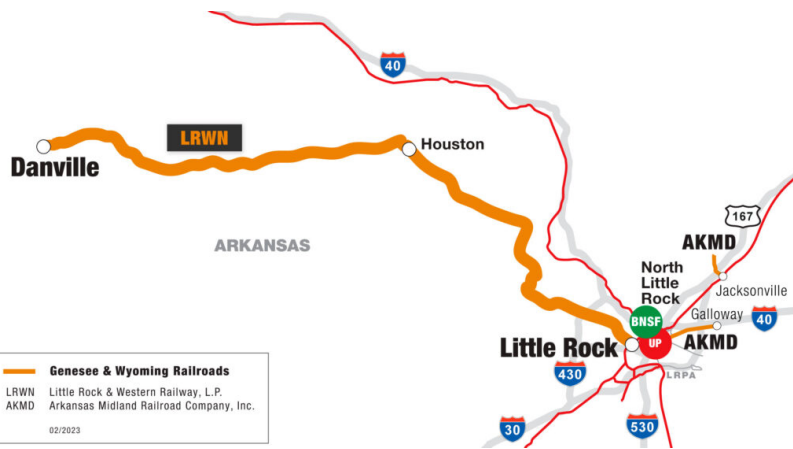 40
LRWN
Houston
Danville
167
ARKANSAS
AKMD
North
Little
Rock
Jacksonville
Galloway
BNSF
40
UP
AKMD
Little Rock
LRPA
430
30
530
Genesee & Wyoming Railroads
LRWN Little Rock & Western Railway, L.P.
AKMD Arkansas Midland Railroad Company, Inc.
02/2023